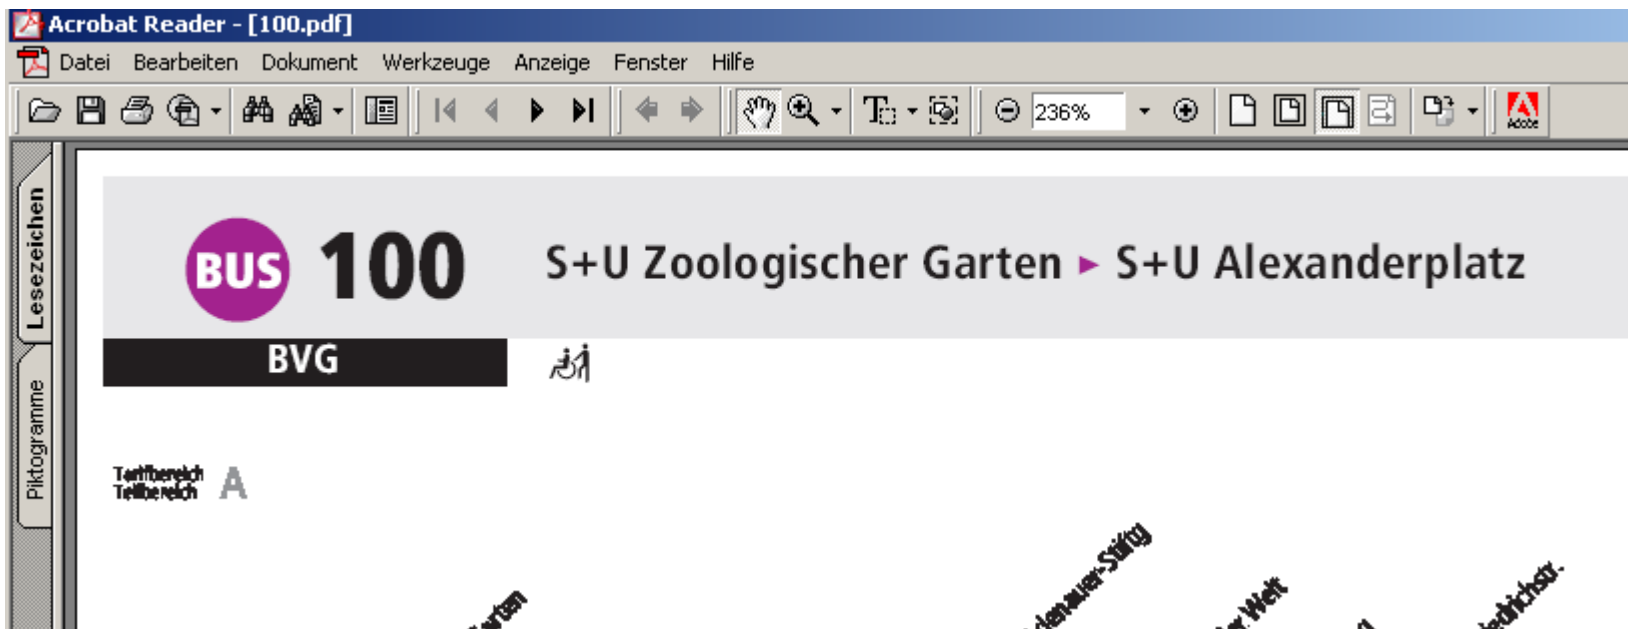 Acrobat Reader - [100.pdf]
Datei Bearbeiten Dokument Werkzeuge Anzeige Fenster Hilfe
236%
Adobe
Lesezeichen
Piktogramme
BUS 100 S+U Zoologischer Garten ► S+U Alexanderplatz
BVG
Tarifbereich
Teilbereich A